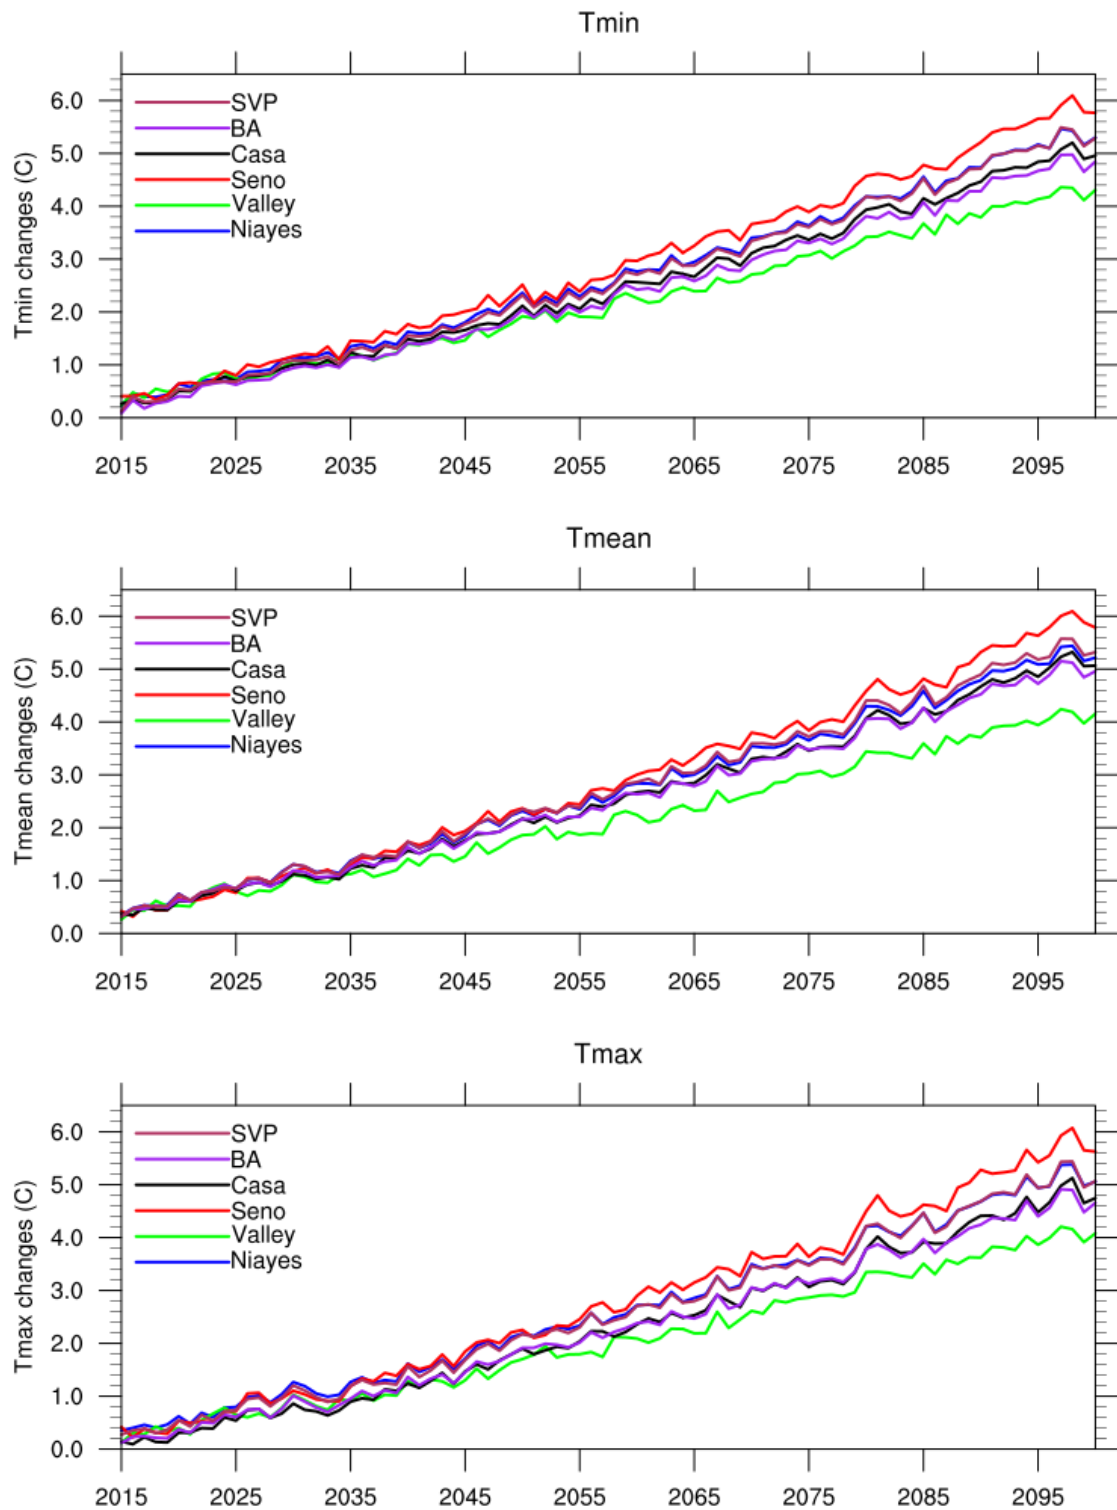 Tmin
Tmin changes (C)
6.0
5.0
4.0
3.0
2.0
1.0
0.0
SVP
BA
Casa
Seno
Valley
Niayes
2015 2025 2035 2045 2055 2065 2075 2085 2095
Tmean
Tmean changes (C)
6.0
5.0
4.0
3.0
2.0
1.0
0.0
SVP
BA
Casa
Seno
Valley
Niayes
2015 2025 2035 2045 2055 2065 2075 2085 2095
Tmax
Tmax changes (C)
6.0
5.0
4.0
3.0
2.0
1.0
0.0
SVP
BA
Casa
Seno
Valley
Niayes
2015 2025 2035 2045 2055 2065 2075 2085 2095